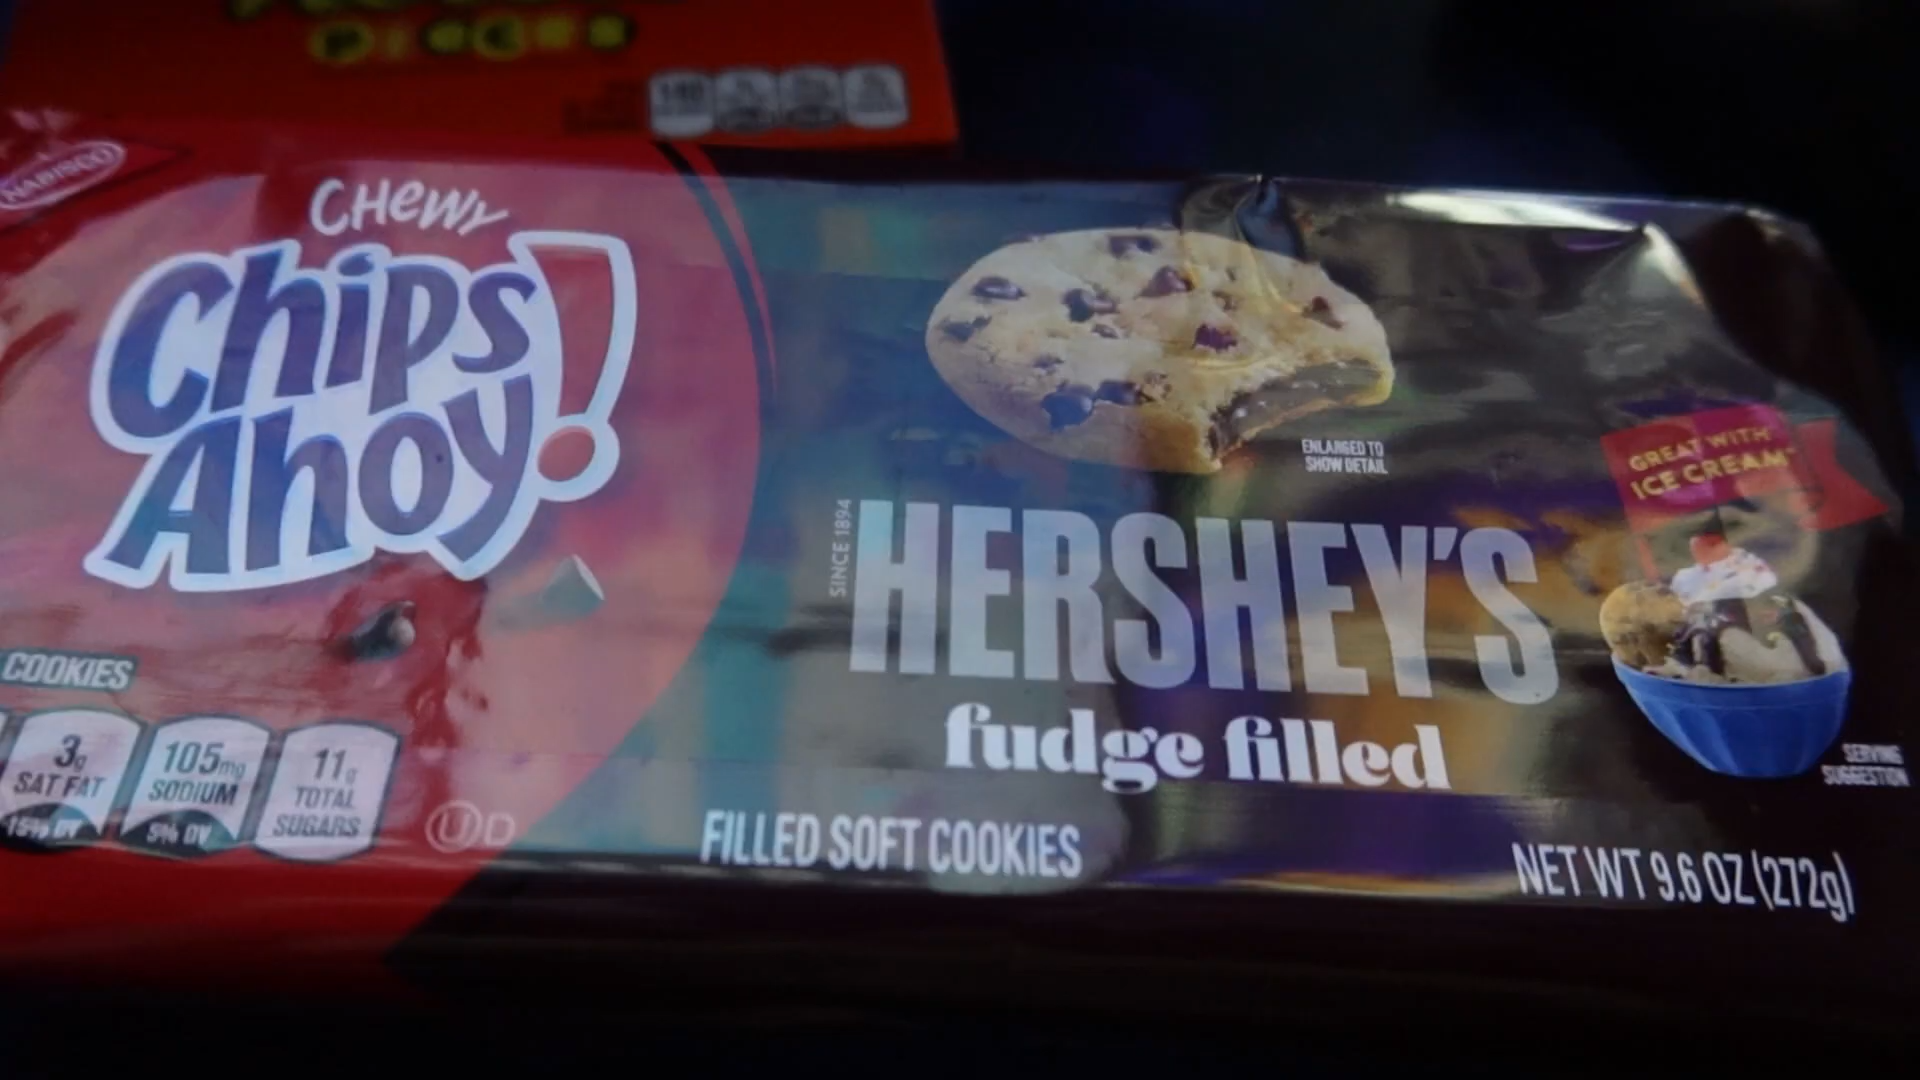 PIECES
140
NABISCO
CHEWY
Chips
Ahoy!
COOKIES
3g
SAT FAT
15% DV
105mg
SODIUM
5% DV
11g
TOTAL
SUGARS
U D
ENLARGED TO
SHOW DETAIL
SINCE 1894
HERSHEY'S
fudge filled
FILLED SOFT COOKIES
GREAT WITH
ICE CREAM*
SERVING
SUGGESTION
NET WT 9.6 OZ (272g)